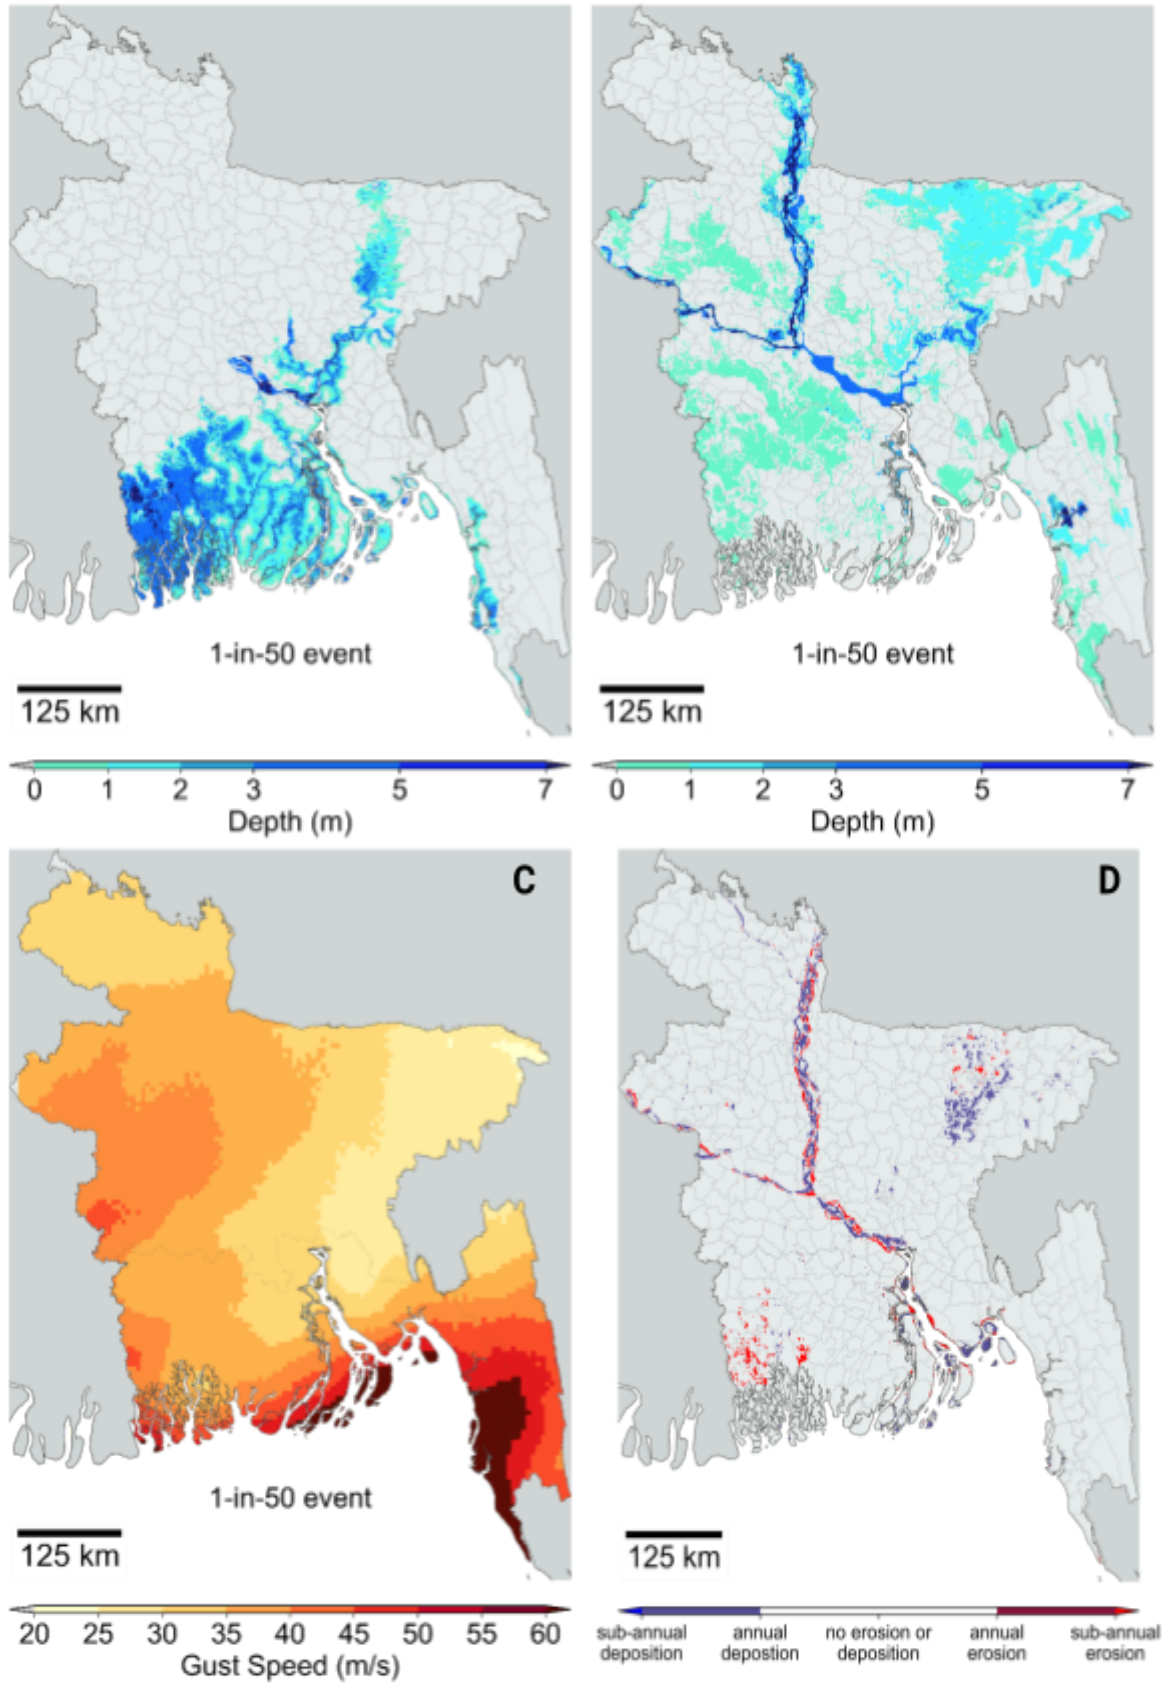 1-in-50 event
125 km
0 1 2 3 5 7
Depth (m)
1-in-50 event
125 km
0 1 2 3 5 7
Depth (m)
C
1-in-50 event
125 km
20 25 30 35 40 45 50 55 60
Gust Speed (m/s)
D
125 km
sub-annual annual no erosion or annual sub-annual
deposition depostion deposition erosion erosion